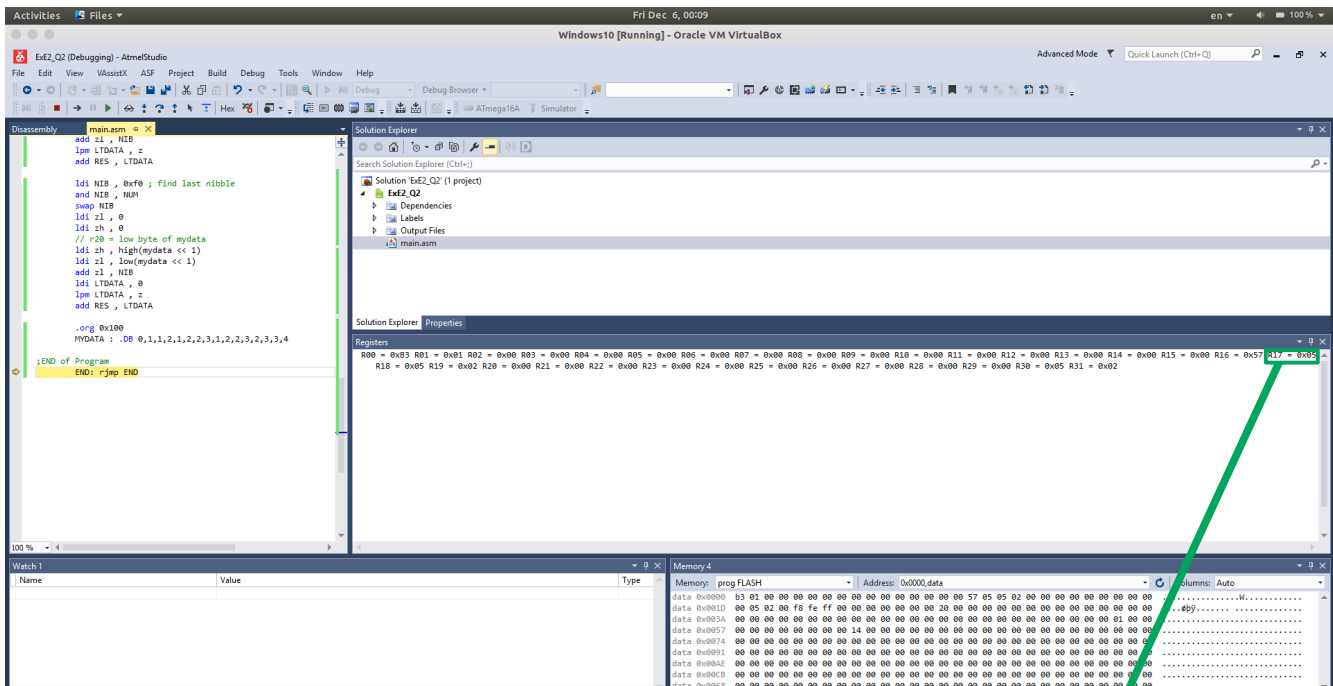 Activities Files Fri Dec 6, 00:09 en 100 %
Windows10 [Running] - Oracle VM VirtualBox
ExE2_Q2 (Debugging) - AtmelStudio Advanced Mode Quick Launch (Ctrl+Q)
File Edit View VAssistX ASF Project Build Debug Tools Window Help
Debug Debug Browser
Hex ATmega16A Simulator
Disassembly main.asm
add zl , NIB
lpm LTDATA , z
add RES , LTDATA
ldi NIB , 0xf0 ; find last nibble
and NIB , NUM
swap NIB
ldi zl , 0
ldi zh , 0
// r20 = low byte of mydata
ldi zh , high(mydata << 1)
ldi zl , low(mydata << 1)
add zl , NIB
ldi LTDATA , 0
lpm LTDATA , z
add RES , LTDATA
.org 0x100
MYDATA : .DB 0,1,1,2,1,2,2,3,1,2,2,3,2,3,3,4
;END of Program
END: rjmp END
100 %
Solution Explorer
Search Solution Explorer (Ctrl+;)
Solution 'ExE2_Q2' (1 project)
ExE2_Q2
Dependencies
Labels
Output Files
main.asm
Solution Explorer Properties
Registers
R00 = 0xB3 R01 = 0x01 R02 = 0x00 R03 = 0x00 R04 = 0x00 R05 = 0x00 R06 = 0x00 R07 = 0x00 R08 = 0x00 R09 = 0x00 R10 = 0x00 R11 = 0x00 R12 = 0x00 R13 = 0x00 R14 = 0x00 R15 = 0x00 R16 = 0x57 R17 = 0x05
R18 = 0x05 R19 = 0x02 R20 = 0x00 R21 = 0x00 R22 = 0x00 R23 = 0x00 R24 = 0x00 R25 = 0x00 R26 = 0x00 R27 = 0x00 R28 = 0x00 R29 = 0x00 R30 = 0x05 R31 = 0x02
Watch 1
Name Value Type
Memory 4
Memory: prog FLASH Address: 0x0000,data Columns: Auto
data 0x0000 b3 01 00 00 00 00 00 00 00 00 00 00 00 00 00 00 57 05 05 02 00 00 00 00 00 00 00 00 00
data 0x001D 00 05 02 00 f8 fe ff 00 00 00 00 00 00 00 20 00 00 00 00 00 00 00 00 00 00 00 00 00 00
data 0x003A 00 00 00 00 00 00 00 00 00 00 00 00 00 00 00 00 00 00 00 00 00 00 00 00 00 00 01 00 00
data 0x0057 00 00 00 00 00 00 00 00 14 00 00 00 00 00 00 00 00 00 00 00 00 00 00 00 00 00 00 00
data 0x0074 00 00 00 00 00 00 00 00 00 00 00 00 00 00 00 00 00 00 00 00 00 00 00 00 00 00 00 00
data 0x0091 00 00 00 00 00 00 00 00 00 00 00 00 00 00 00 00 00 00 00 00 00 00 00 00 00 00 00 00
data 0x00AE 00 00 00 00 00 00 00 00 00 00 00 00 00 00 00 00 00 00 00 00 00 00 00 00 00 00 00 00
data 0x00CB 00 00 00 00 00 00 00 00 00 00 00 00 00 00 00 00 00 00 00 00 00 00 00 00 00 00 00 00